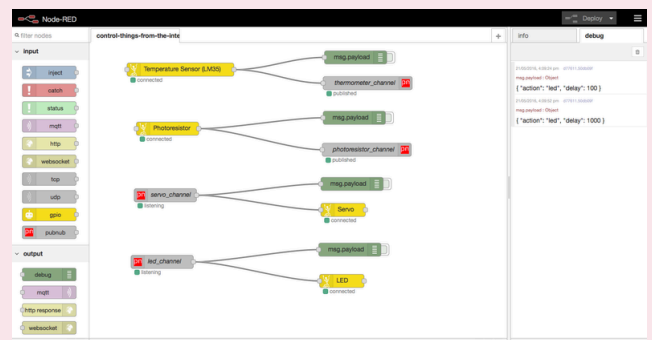 Node-RED
Deploy
filter nodes
control-things-from-the-inte
+
info
debug
input
inject
catch
status
mqtt
http
websocket
tcp
udp
gpio
pubnub
output
debug
mqtt
http response
websocket
Temperature Sensor (LM35)
connected
msg.payload
thermometer_channel
published
Photoresistor
connected
msg.payload
photoresistor_channel
published
servo_channel
listening
msg.payload
Servo
connected
led_channel
listening
msg.payload
LED
connected
msg.payload : Object
{ "action": "led", "delay": 100 }
msg.payload : Object
{ "action": "led", "delay": 1000 }